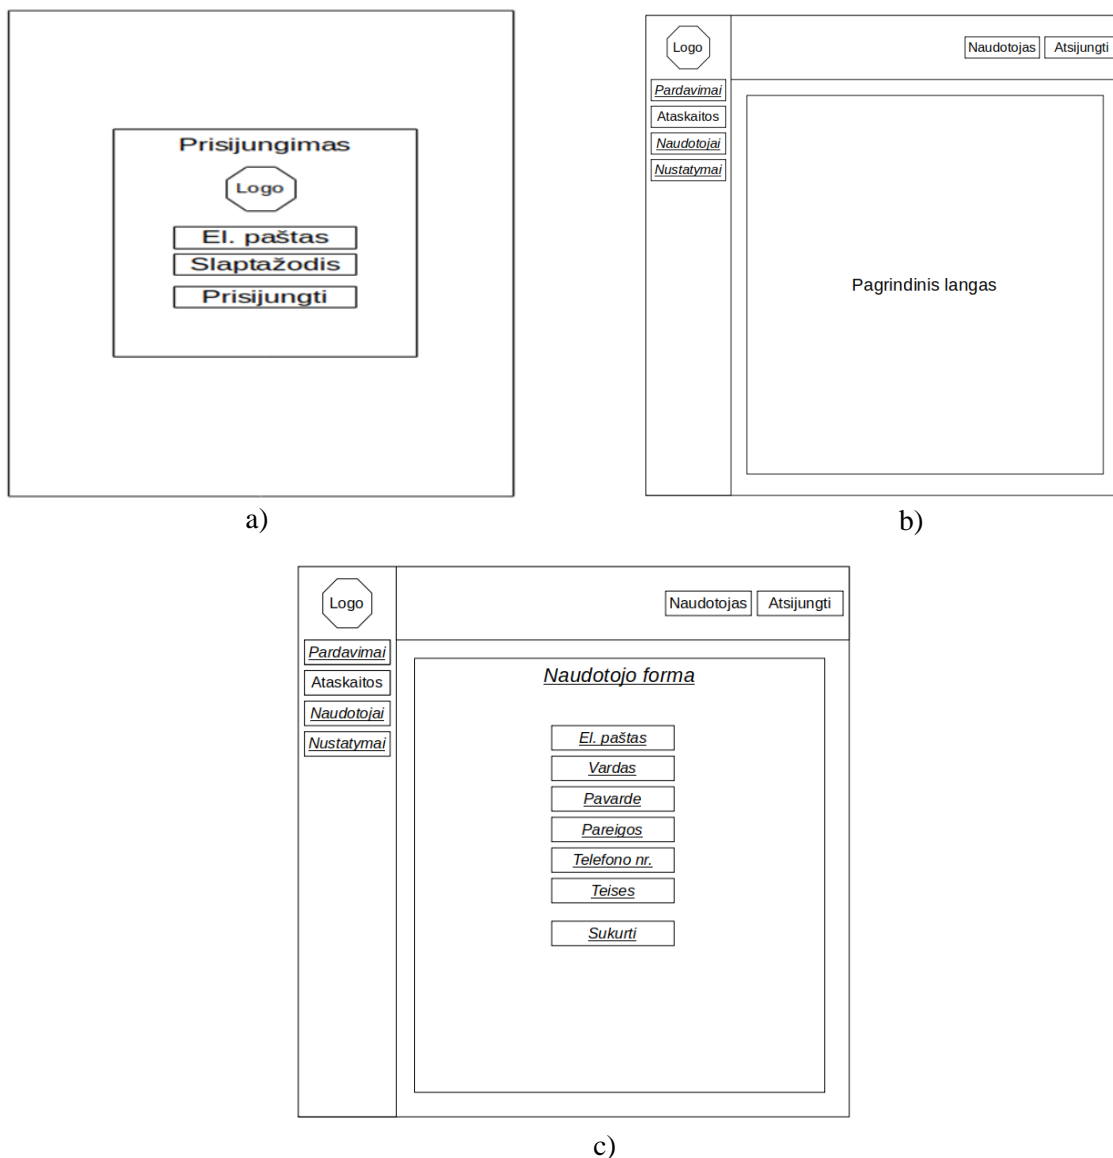 Prisijungimas
Logo
El. paštas
Slaptažodis
Prisijungti
a)
Logo
Naudotojas Atsijungti
Pardavimai
Ataskaitos
Naudotojai
Nustatymai
Pagrindinis langas
b)
Logo
Naudotojas Atsijungti
Pardavimai
Ataskaitos
Naudotojai
Nustatymai
Naudotojo forma
El. paštas
Vardas
Pavarde
Pareigos
Telefono nr.
Teises
Sukurti
c)